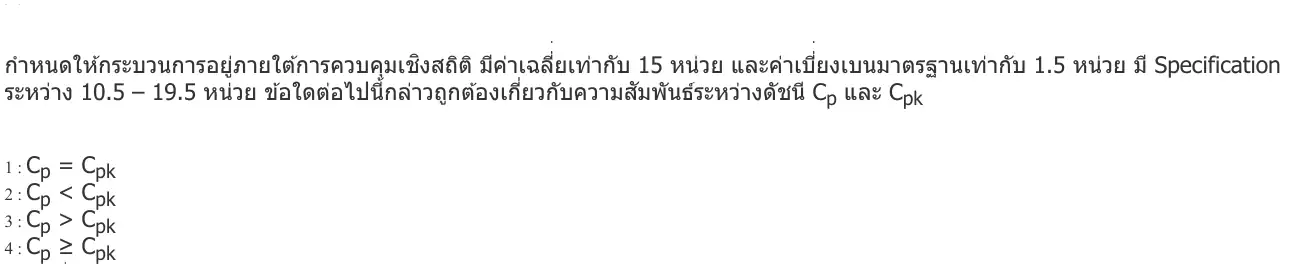 กำหนดให้กระบวนการอยู่ภายใต้การควบคุมเชิงสถิติ มีค่าเฉลี่ยเท่ากับ 15 หน่วย และค่าเบี่ยงเบนมาตรฐานเท่ากับ 1.5 หน่วย มี Specification
ระหว่าง 10.5 – 19.5 หน่วย ข้อใดต่อไปนี้กล่าวถูกต้องเกี่ยวกับความสัมพันธ์ระหว่างดัชนี Cp และ Cpk
1 : Cp = Cpk
2 : Cp < Cpk
3 : Cp > Cpk
4 : Cp ≥ Cpk